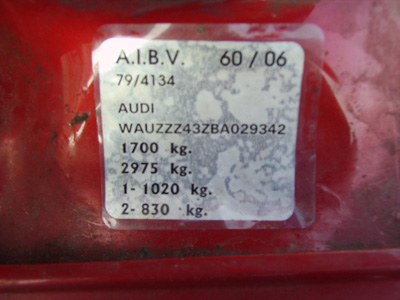 A.I.B.V. 60/06
79/4134
AUDI
WAUZZZ43ZBA029342
1700 kg.
2975 kg.
1- 1020 kg.
2- 830 kg.